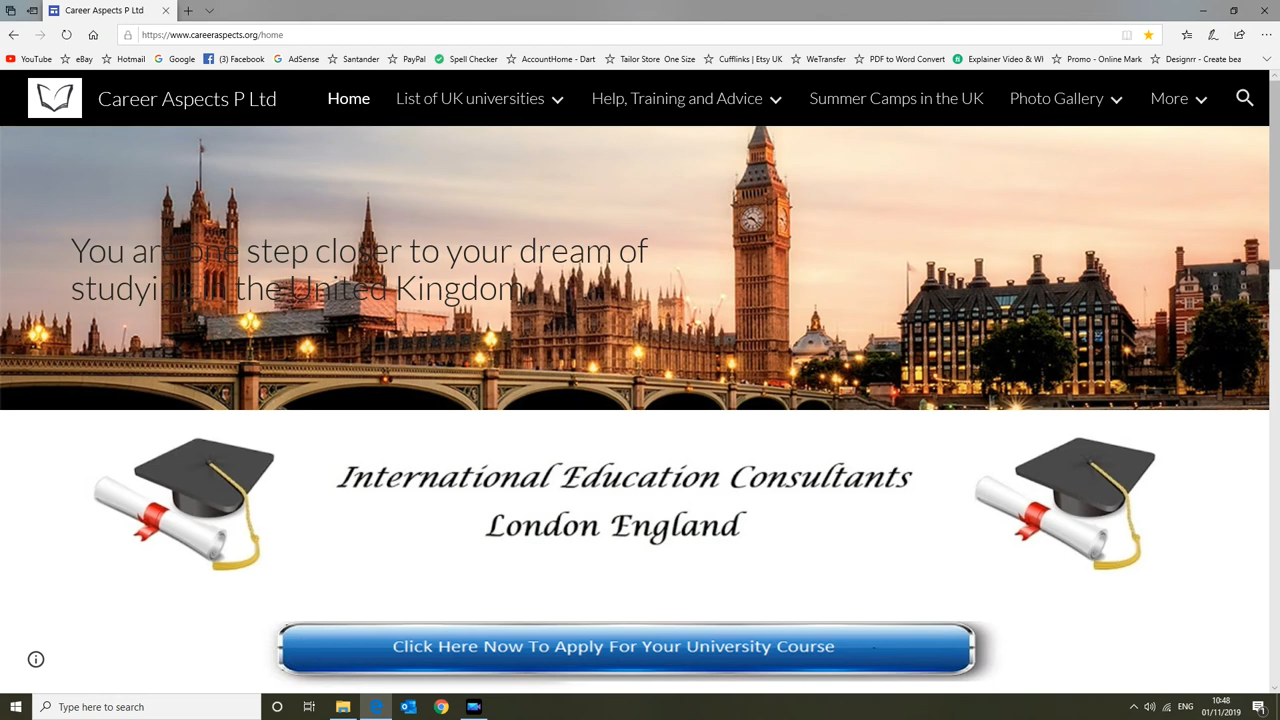 Career Aspects P Ltd
https://www.careeraspects.org/home
YouTube eBay Hotmail Google (3) Facebook AdSense Santander PayPal Spell Checker AccountHome - Dart Tailor Store One Size Cufflinks | Etsy UK WeTransfer PDF to Word Convert Explainer Video & WI Promo - Online Mark Designrr - Create bea
Career Aspects P Ltd Home List of UK universities Help, Training and Advice Summer Camps in the UK Photo Gallery More
You are one step closer to your dream of
studying in the United Kingdom
International Education Consultants
London England
Click Here Now To Apply For Your University Course
Type here to search
ENG
10:48
01/11/2019
1